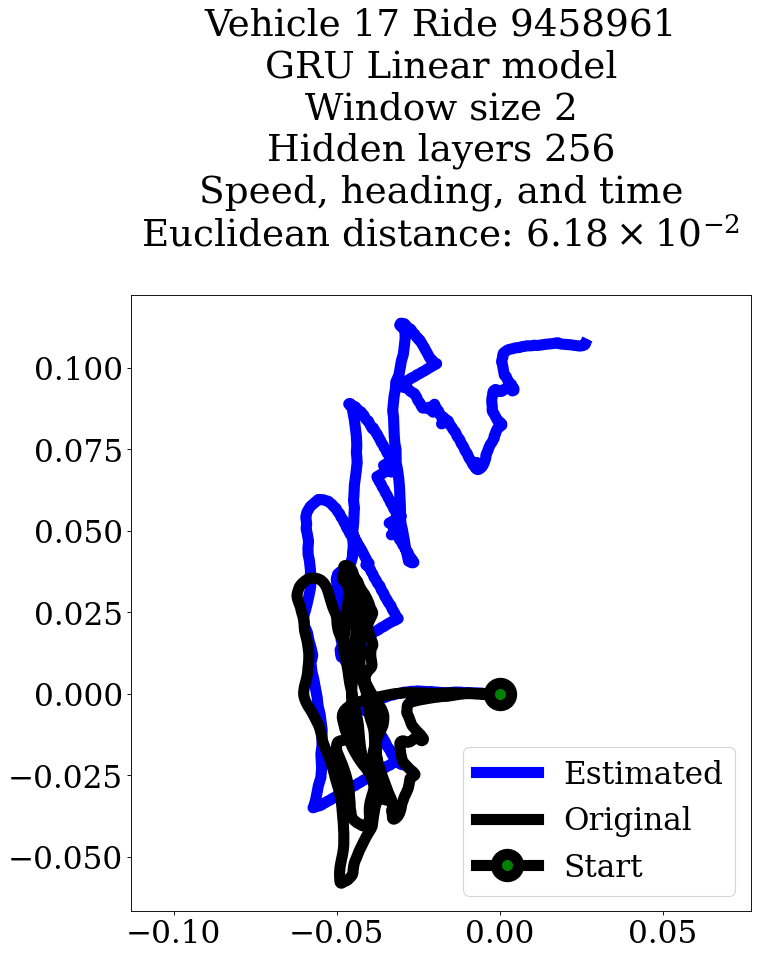 Vehicle 17 Ride 9458961
GRU Linear model
Window size 2
Hidden layers 256
Speed, heading, and time
Euclidean distance: 6.18 × 10⁻²
0.100
0.075
0.050
0.025
0.000
−0.025
−0.050
−0.10 −0.05 0.00 0.05
Estimated
Original
Start